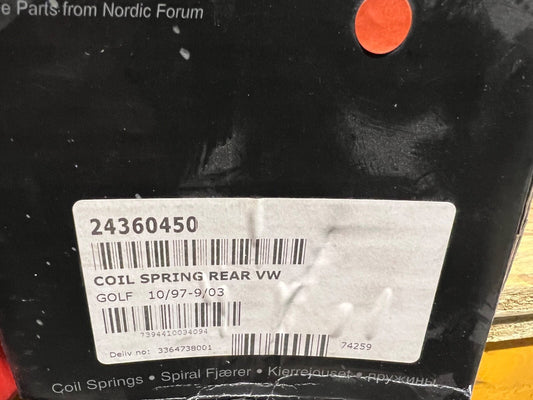 e Parts from Nordic Forum
24360450
COIL SPRING REAR VW
GOLF 10/97-9/03
7394410034094
Deliv no: 3364738001
74259
Coil Springs • Spiral Fjærer • Kierrejouset • пружины